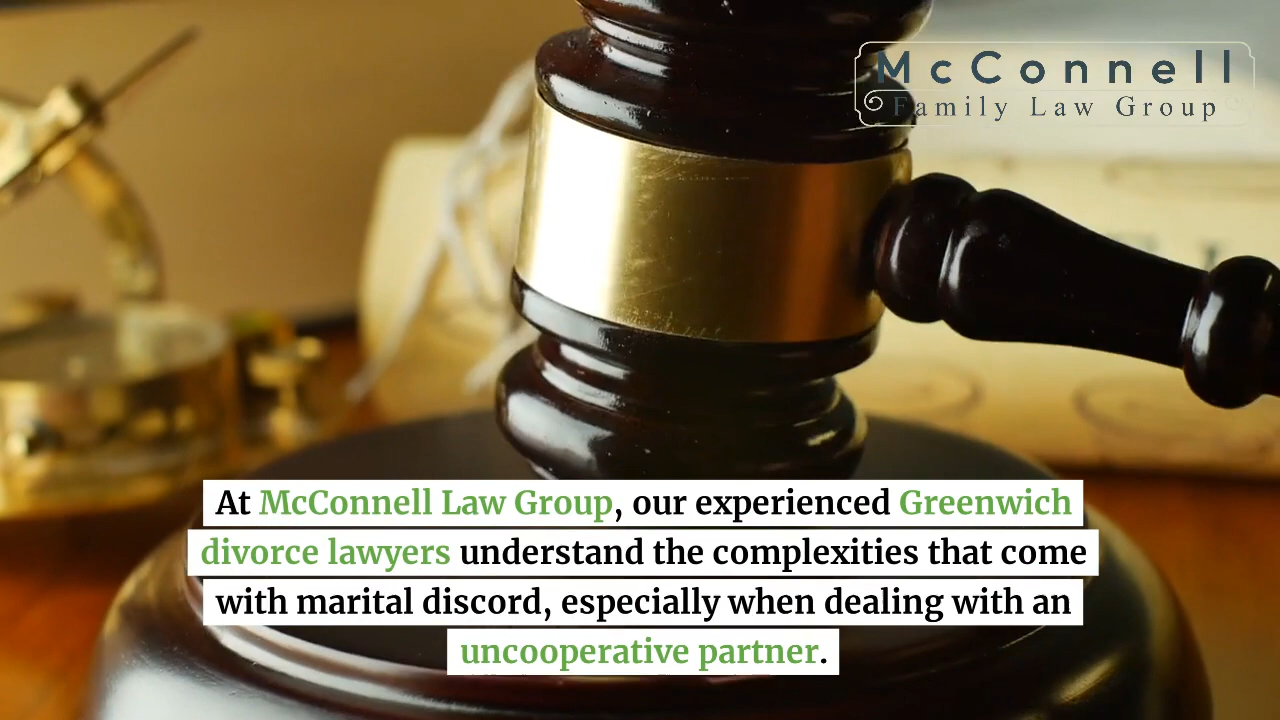 McConnell
Family Law Group
At McConnell Law Group, our experienced Greenwich
divorce lawyers understand the complexities that come
with marital discord, especially when dealing with an
uncooperative partner.